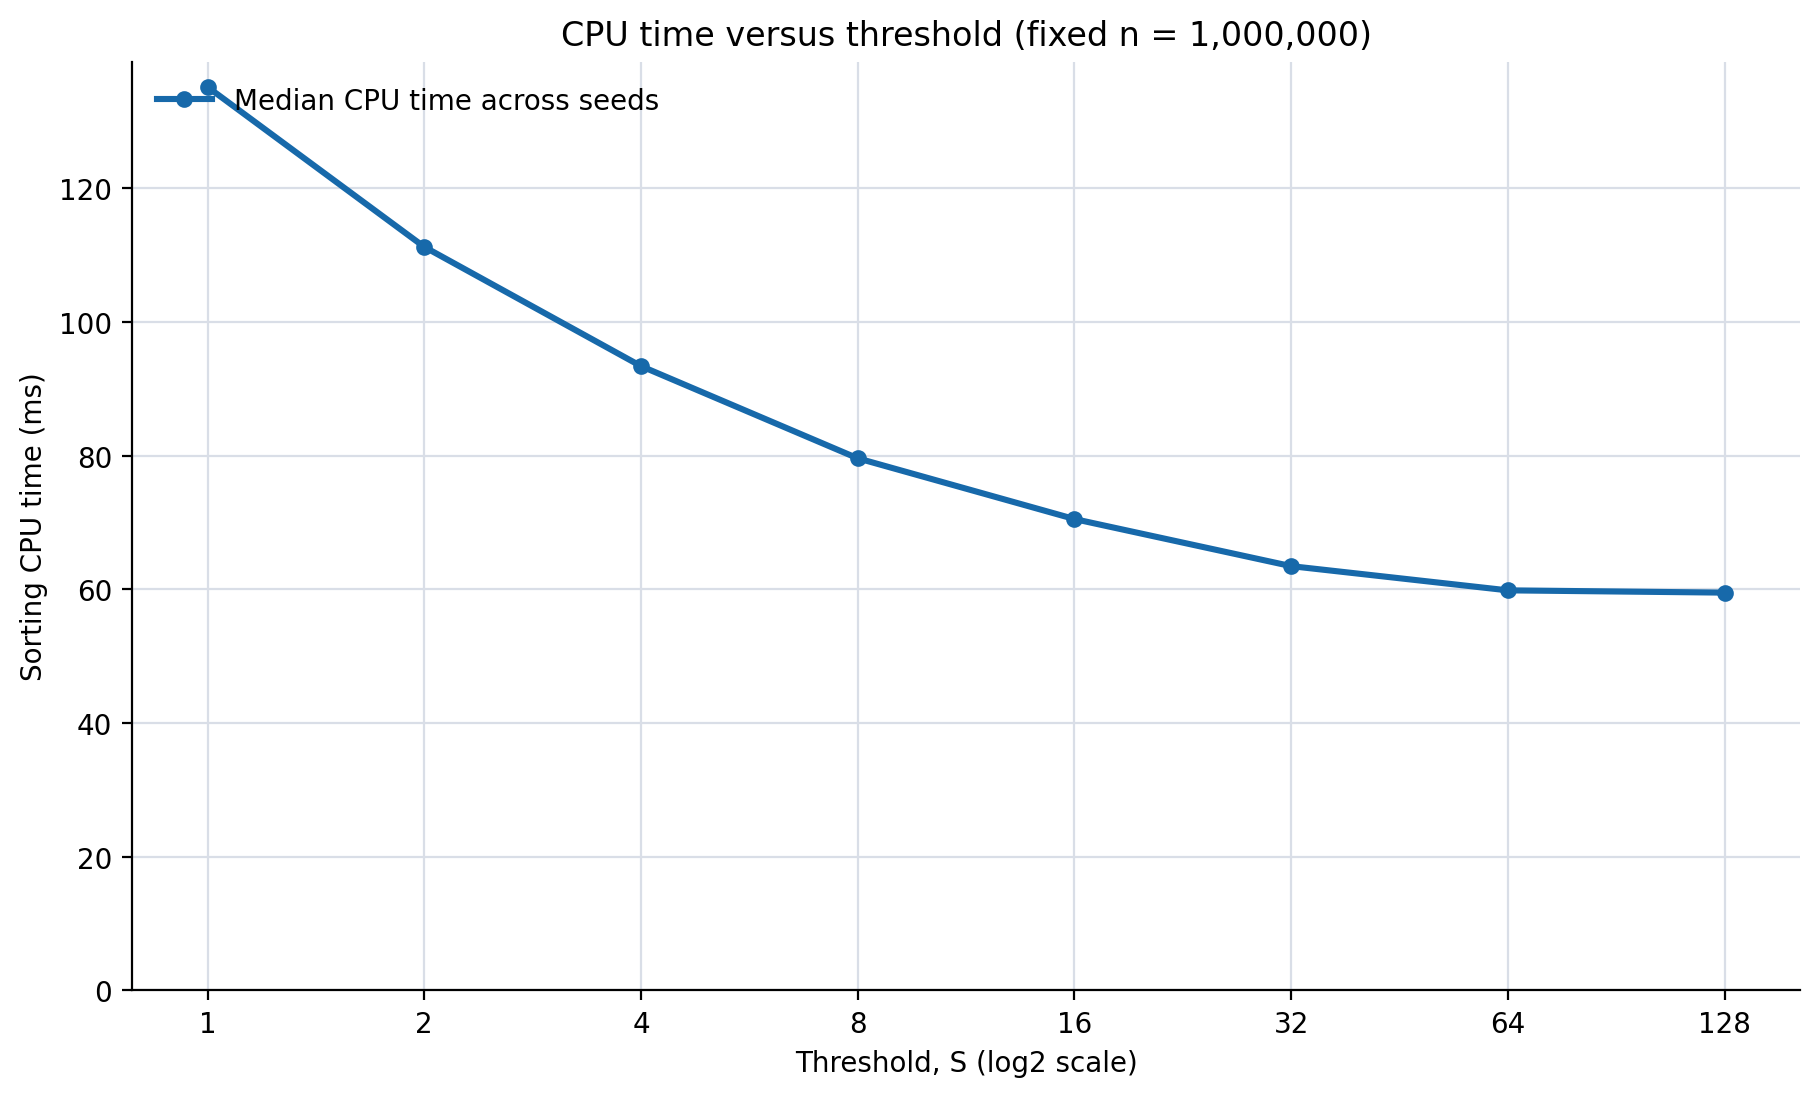 CPU time versus threshold (fixed n = 1,000,000)
Median CPU time across seeds
120
100
80
60
40
20
0
Sorting CPU time (ms)
1 2 4 8 16 32 64 128
Threshold, S (log2 scale)